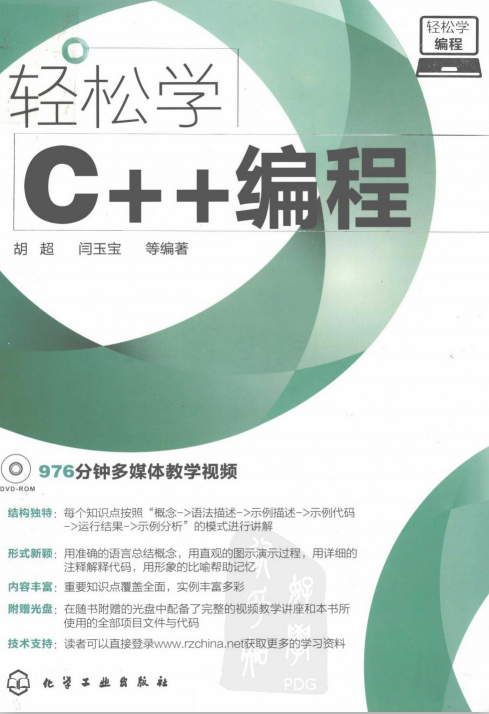 轻松学
编程
轻松学
C++编程
胡 超 闫玉宝 等编著
DVD-ROM
976分钟多媒体教学视频
结构独特：每个知识点按照“概念->语法描述->示例描述->示例代码
->运行结果->示例分析”的模式进行讲解
形式新颖：用准确的语言总结概念，用直观的图示演示过程，用详细的
注释解释代码，用形象的比喻帮助记忆
内容丰富：重要知识点覆盖全面，实例丰富多彩
附赠光盘：在随书附赠的光盘中配备了完整的视频教学讲座和本书所
使用的全部项目文件与代码
技术支持：读者可以直接登录www.rzchina.net获取更多的学习资料
化学工业出版社
PDG